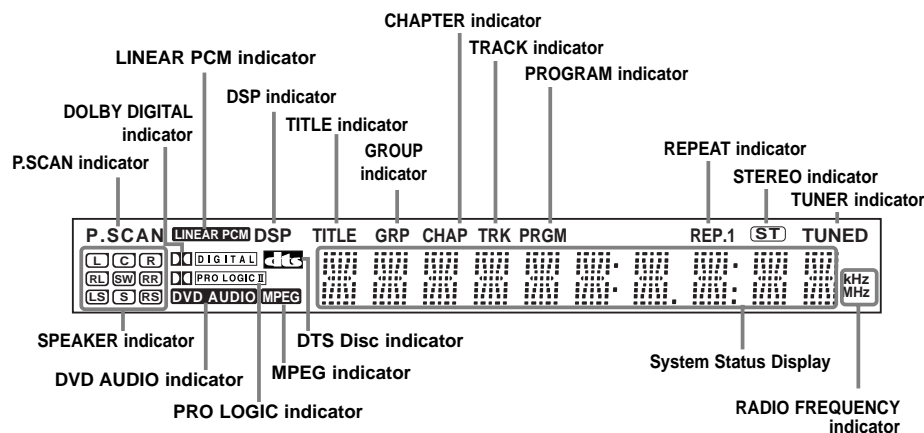 CHAPTER indicator
TRACK indicator
LINEAR PCM indicator
PROGRAM indicator
DSP indicator
DOLBY DIGITAL
indicator
TITLE indicator
GROUP
indicator
P.SCAN indicator
REPEAT indicator
STEREO indicator
TUNER indicator
P.SCAN LINEAR PCM DSP TITLE GRP CHAP TRK PRGM REP.1 ST TUNED
L C R DIGITAL dts
RL SW RR PRO LOGIC II kHz
LS S RS DVD AUDIO MPEG MHz
SPEAKER indicator
DTS Disc indicator
System Status Display
DVD AUDIO indicator
MPEG indicator
PRO LOGIC indicator
RADIO FREQUENCY
indicator